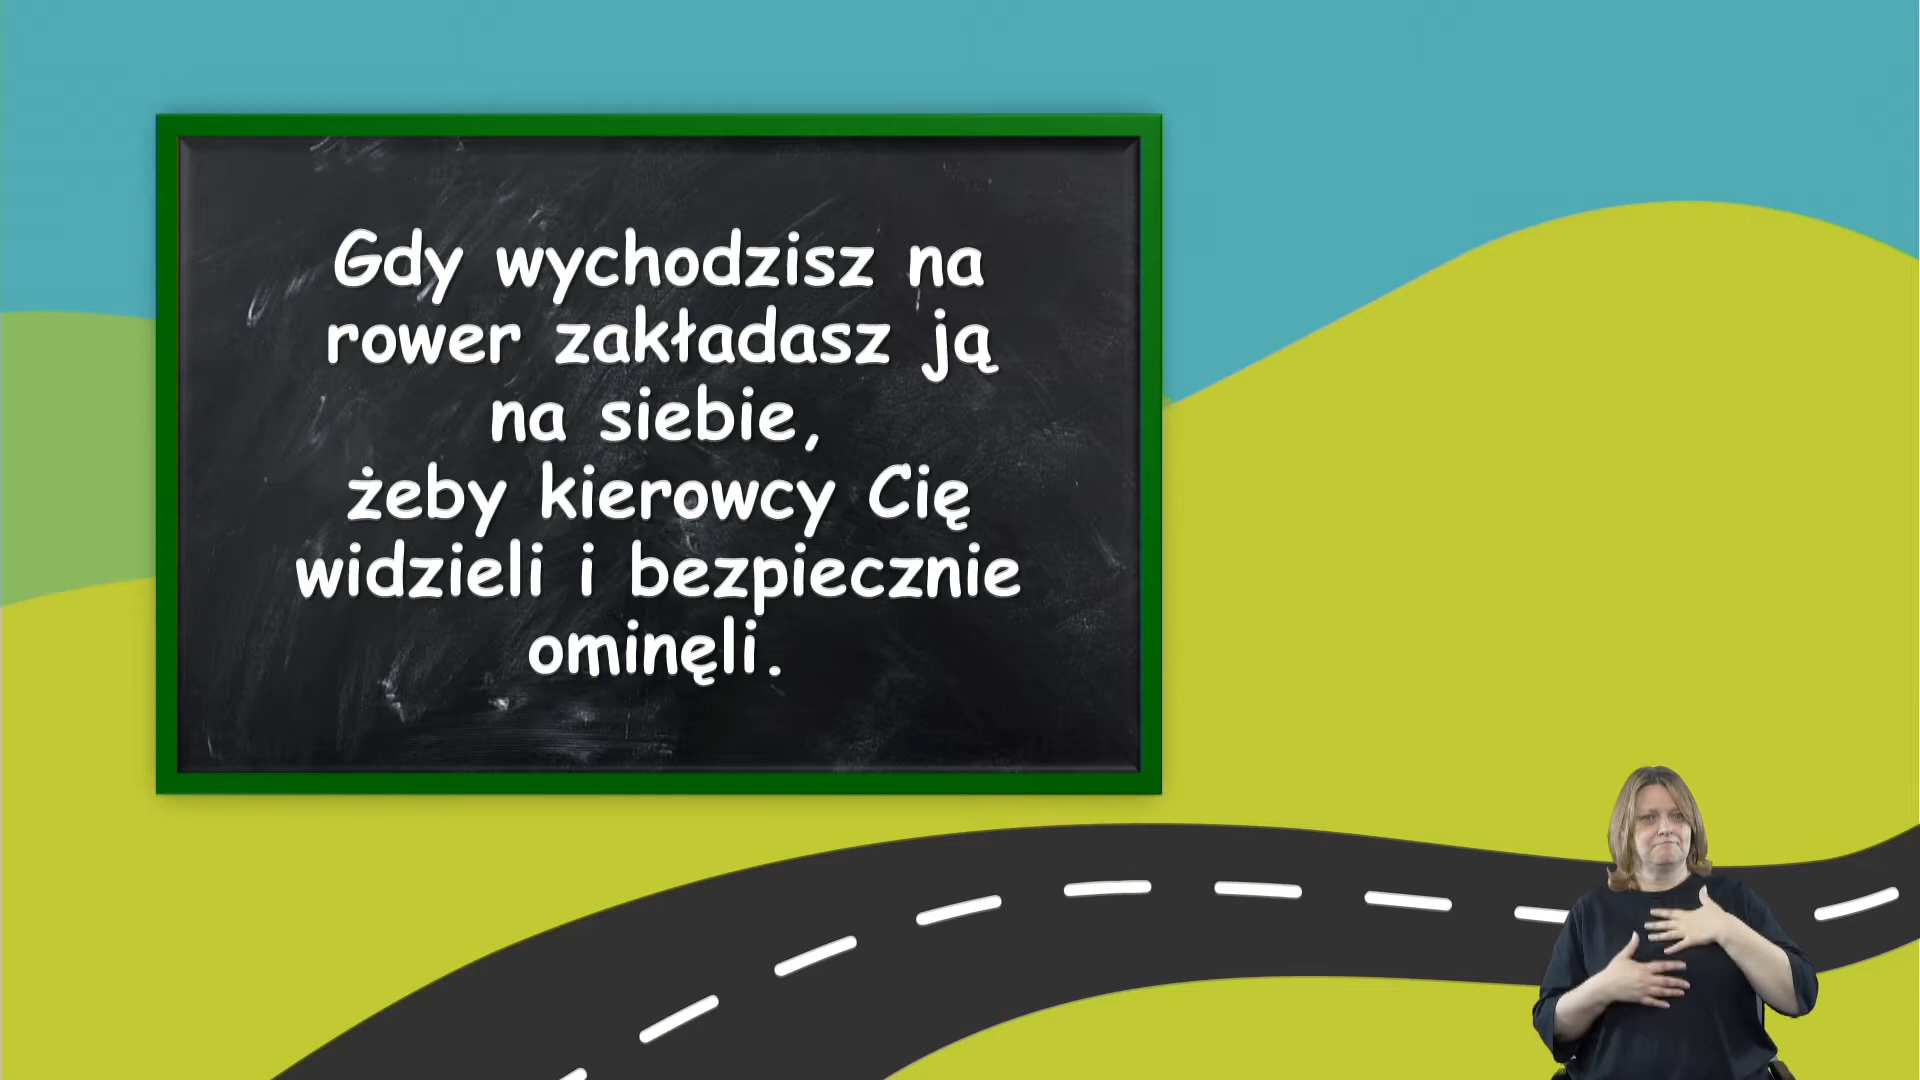 Gdy wychodzisz na
rower zakładasz ją
na siebie,
żeby kierowcy Cię
widzieli i bezpiecznie
ominęli.